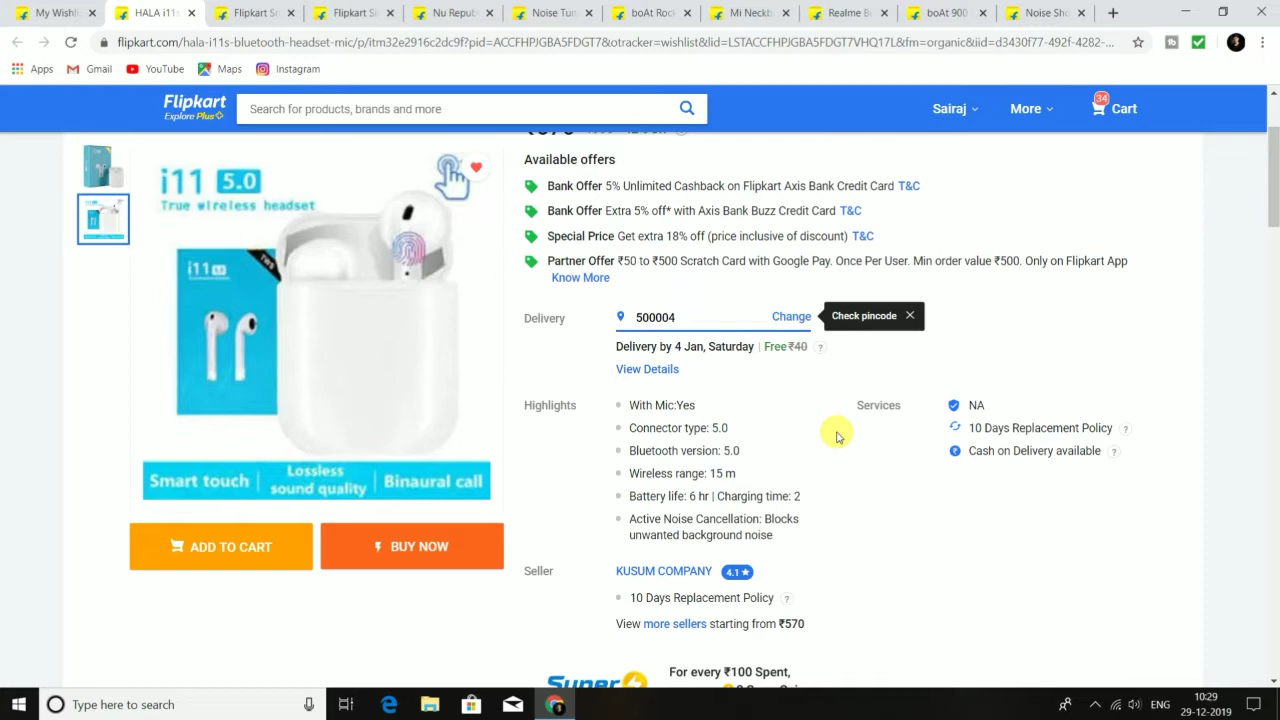 My Wishli
HALA i11s
Flipkart Sr
Flipkart Sr
Nu Repub
Noise Tun
boAt Rock
Mi Neckb
Realme B
boAt 900
Noise Sho
flipkart.com/hala-i11s-bluetooth-headset-mic/p/itm32e2916c2dc9f?pid=ACCFHPJGBA5FDGT7&otracker=wishlist&lid=LSTACCFHPJGBA5FDGT7VHQ17L&fm=organic&iid=d3430f77-492f-4282-...
Apps
Gmail
YouTube
Maps
Instagram
Flipkart
Explore Plus
Search for products, brands and more
Sairaj
More
34
Cart
Available offers
Bank Offer 5% Unlimited Cashback on Flipkart Axis Bank Credit Card T&C
Bank Offer Extra 5% off* with Axis Bank Buzz Credit Card T&C
Special Price Get extra 18% off (price inclusive of discount) T&C
Partner Offer ₹50 to ₹500 Scratch Card with Google Pay. Once Per User. Min order value ₹500. Only on Flipkart App
Know More
i11 5.0
True wireless headset
i11
TWS
Smart touch
Lossless
sound quality
Binaural call
ADD TO CART
BUY NOW
Delivery
500004
Change
Check pincode
Delivery by 4 Jan, Saturday | Free ₹40 ?
View Details
Highlights
With Mic:Yes
Connector type: 5.0
Bluetooth version: 5.0
Wireless range: 15 m
Battery life: 6 hr | Charging time: 2
Active Noise Cancellation: Blocks
unwanted background noise
Services
NA
10 Days Replacement Policy ?
Cash on Delivery available ?
Seller
KUSUM COMPANY 4.1★
10 Days Replacement Policy ?
View more sellers starting from ₹570
Super
For every ₹100 Spent,
Type here to search
ENG
10:29
29-12-2019